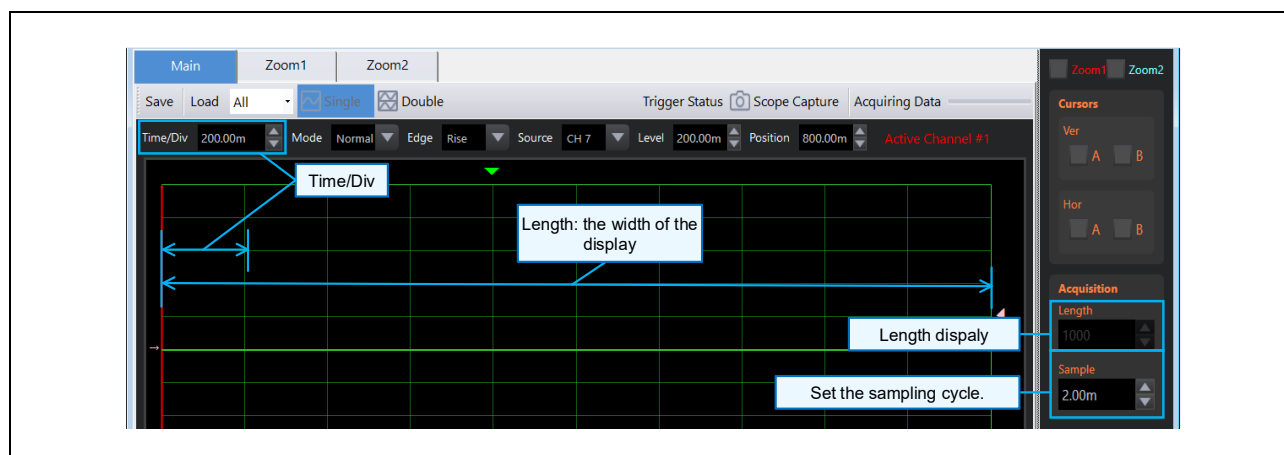 Main Zoom1 Zoom2
Zoom1 Zoom2
Save Load All Single Double Trigger Status Scope Capture Acquiring Data
Cursors
Time/Div 200.00m Mode Normal Edge Rise Source CH 7 Level 200.00m Position 800.00m Active Channel #1
Ver
A B
Time/Div
Length: the width of the
display
Hor
A B
Acquisition
Length
Length dispaly
1000
Sample
Set the sampling cycle.
2.00m